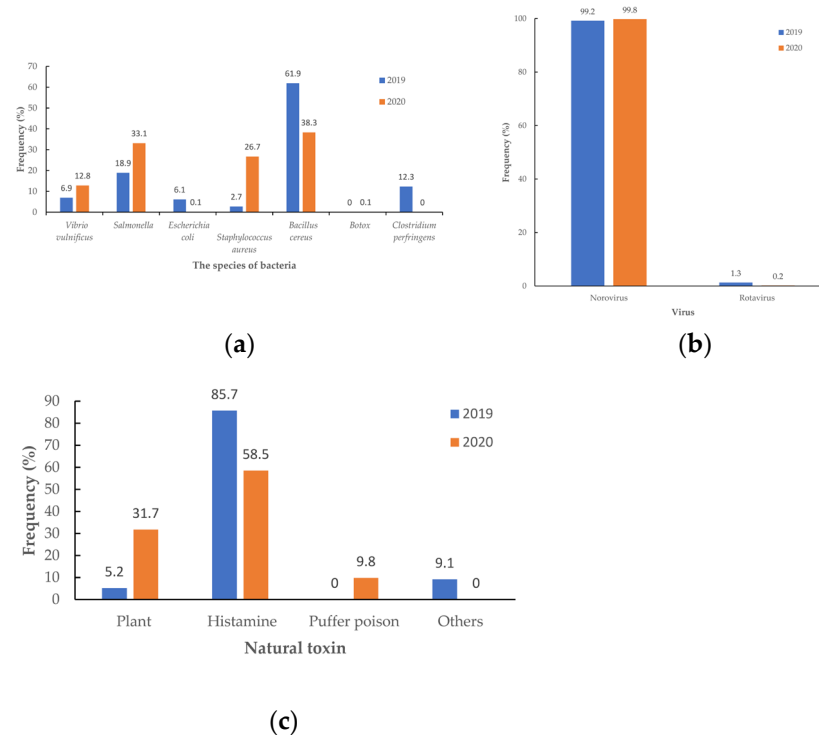 70
60
50
40
30
20
10
0
Frequency (%)
6.9
12.8
18.9
33.1
6.1
0.1
2.7
26.7
61.9
38.3
0
0.1
12.3
0
2019
2020
Vibrio vulnificus
Salmonella
Escherichia coli
Staphylococcus aureus
Bacillus cereus
Botox
Clostridium perfringens
The species of bacteria
(a)
100
80
60
40
20
0
Frequency (%)
99.2
99.8
1.3
0.2
2019
2020
Norovirus
Rotavirus
Virus
(b)
90
80
70
60
50
40
30
20
10
0
Frequency (%)
5.2
31.7
85.7
58.5
0
9.8
9.1
0
2019
2020
Plant
Histamine
Puffer poison
Others
Natural toxin
(c)